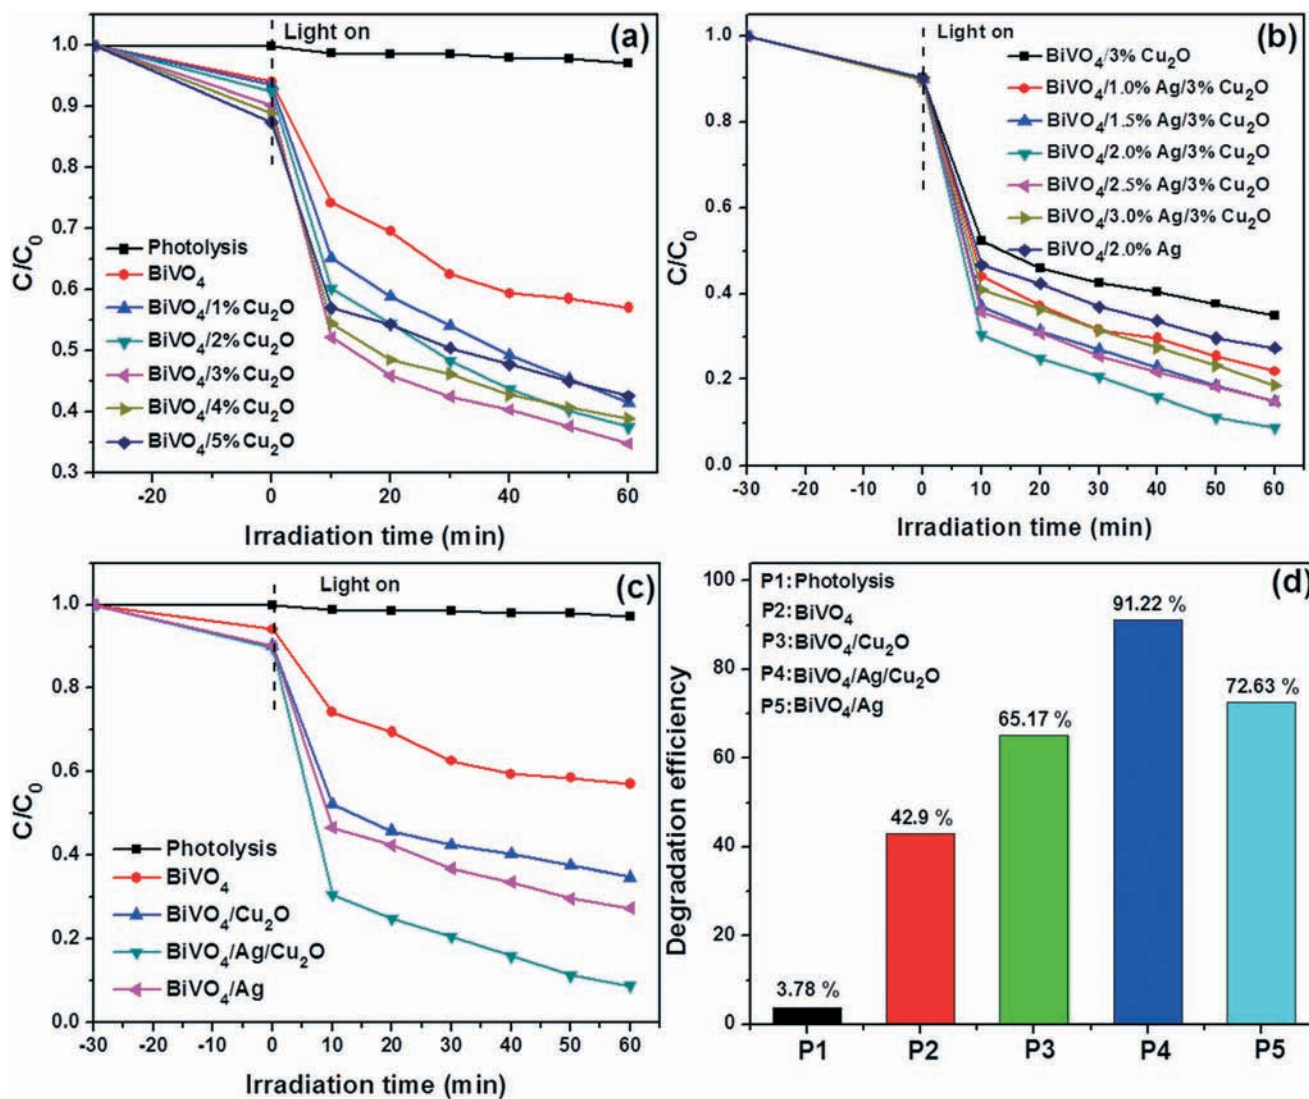 (a)
Light on
1.0
0.9
0.8
0.7
0.6
0.5
0.4
0.3
C/C₀
Photolysis
BiVO₄
BiVO₄/1%Cu₂O
BiVO₄/2%Cu₂O
BiVO₄/3%Cu₂O
BiVO₄/4%Cu₂O
BiVO₄/5%Cu₂O
-20 0 20 40 60
Irradiation time (min)
(b)
Light on
1.0
0.8
0.6
0.4
0.2
0.0
C/C₀
BiVO₄/3% Cu₂O
BiVO₄/1.0% Ag/3% Cu₂O
BiVO₄/1.5% Ag/3% Cu₂O
BiVO₄/2.0% Ag/3% Cu₂O
BiVO₄/2.5% Ag/3% Cu₂O
BiVO₄/3.0% Ag/3% Cu₂O
BiVO₄/2.0% Ag
-30 -20 -10 0 10 20 30 40 50 60
Irradiation time (min)
(c)
Light on
1.0
0.8
0.6
0.4
0.2
0.0
C/C₀
Photolysis
BiVO₄
BiVO₄/Cu₂O
BiVO₄/Ag/Cu₂O
BiVO₄/Ag
-30 -20 -10 0 10 20 30 40 50 60
Irradiation time (min)
(d)
P1:Photolysis
P2:BiVO₄
P3:BiVO₄/Cu₂O
P4:BiVO₄/Ag/Cu₂O
P5:BiVO₄/Ag
100
80
60
40
20
0
Degradation efficiency
3.78 %
42.9 %
65.17 %
91.22 %
72.63 %
P1 P2 P3 P4 P5